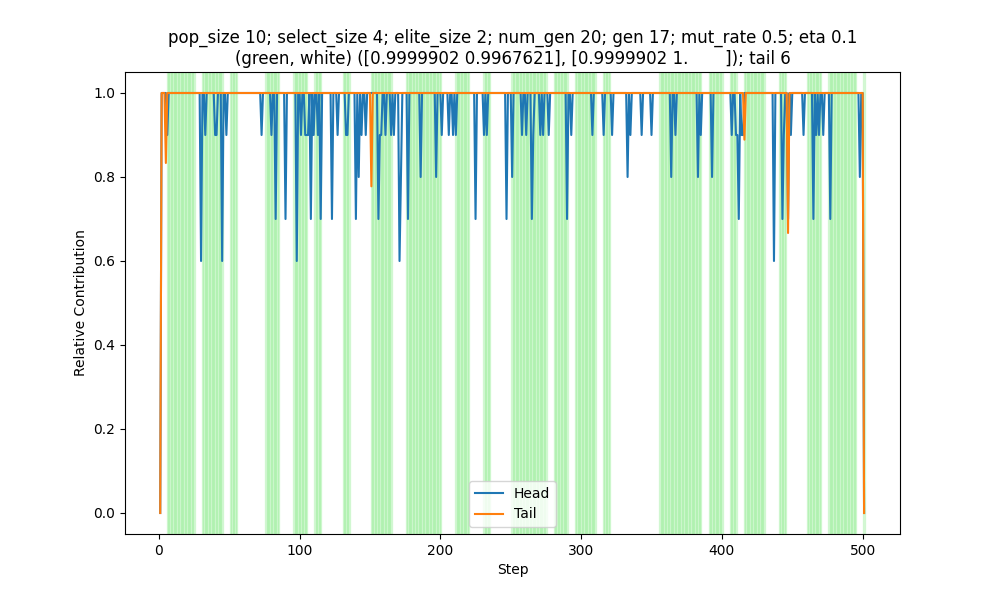 pop_size 10; select_size 4; elite_size 2; num_gen 20; gen 17; mut_rate 0.5; eta 0.1
(green, white) ([0.9999902 0.9967621], [0.9999902 1.       ]); tail 6
1.0
0.8
0.6
0.4
0.2
0.0
Relative Contribution
Head
Tail
0
100
200
300
400
500
Step